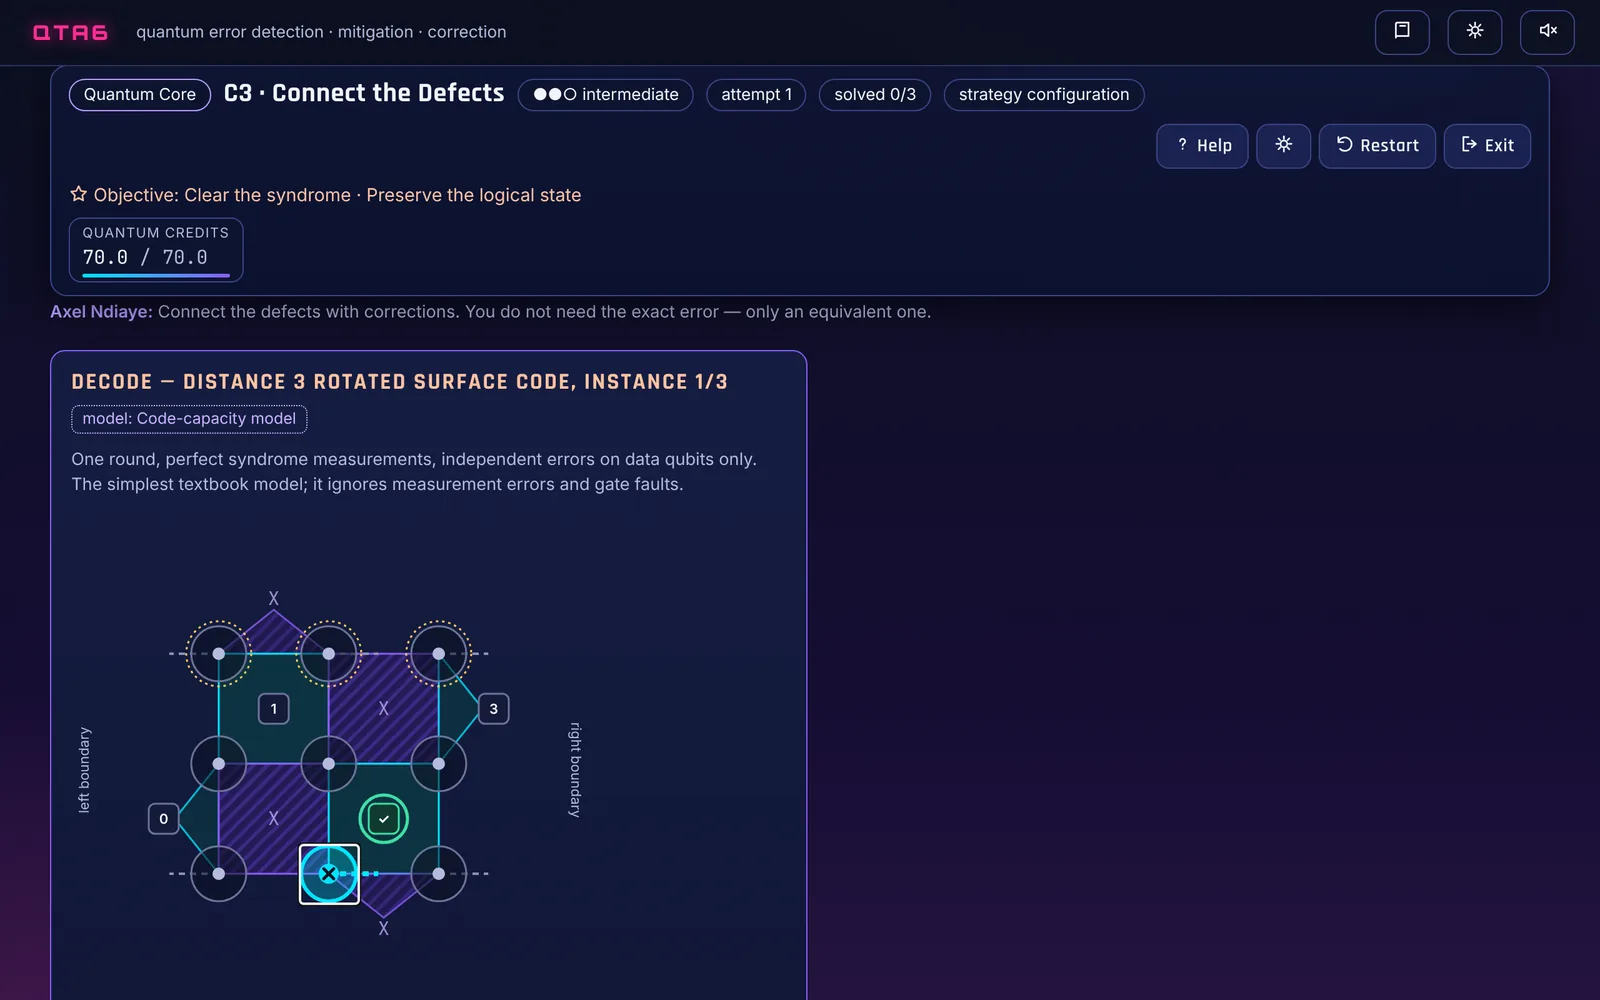 QTA6
quantum error detection · mitigation · correction
Quantum Core
C3 · Connect the Defects
intermediate
attempt 1
solved 0/3
strategy configuration
? Help
Restart
Exit
Objective: Clear the syndrome · Preserve the logical state
QUANTUM CREDITS
70.0 / 70.0
Axel Ndiaye: Connect the defects with corrections. You do not need the exact error — only an equivalent one.
DECODE — DISTANCE 3 ROTATED SURFACE CODE, INSTANCE 1/3
model: Code-capacity model
One round, perfect syndrome measurements, independent errors on data qubits only.
The simplest textbook model; it ignores measurement errors and gate faults.
X
1
X
3
left boundary
right boundary
0
X
X